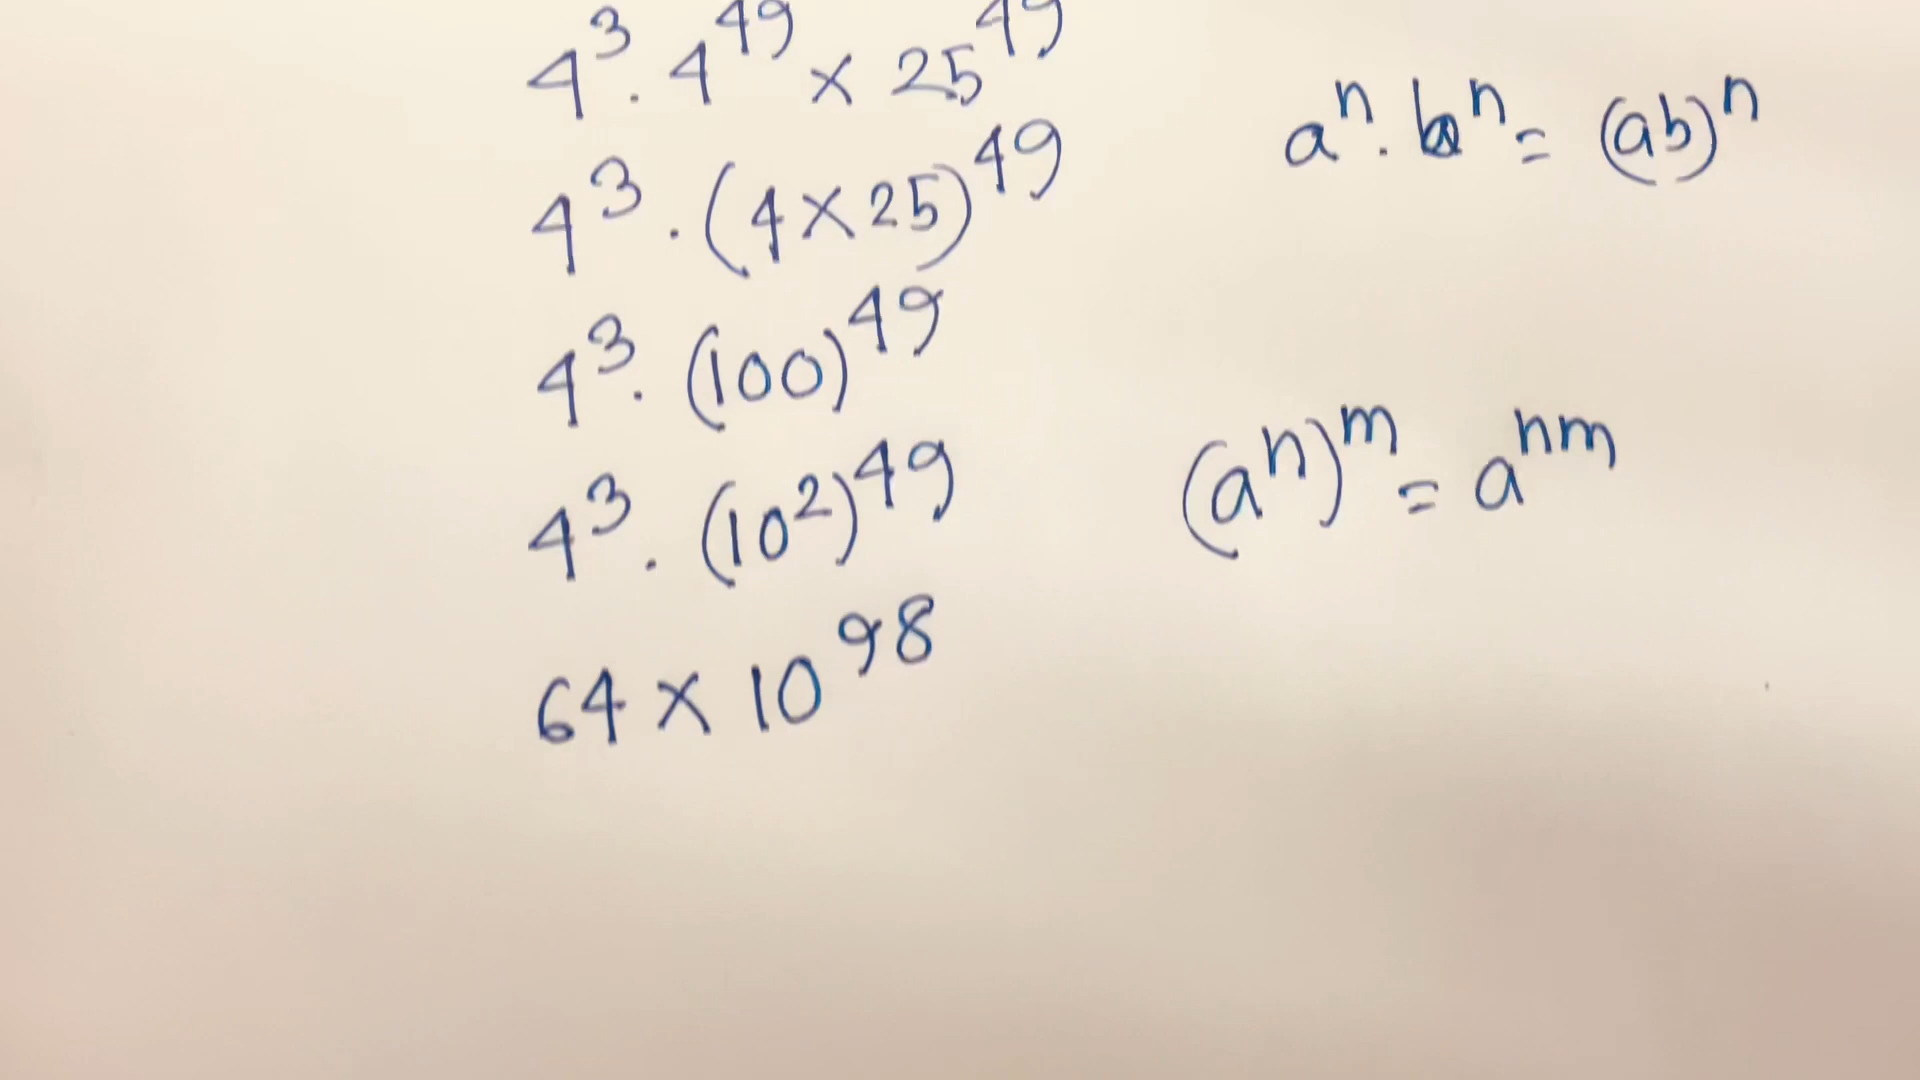 4³ . 4⁴⁹ × 25⁴⁹
aⁿ . bⁿ = (ab)ⁿ
4³ . (4 × 25)⁴⁹
4³ . (100)⁴⁹
(aⁿ)ᵐ = aⁿᵐ
4³ . (10²)⁴⁹
64 × 10⁹⁸